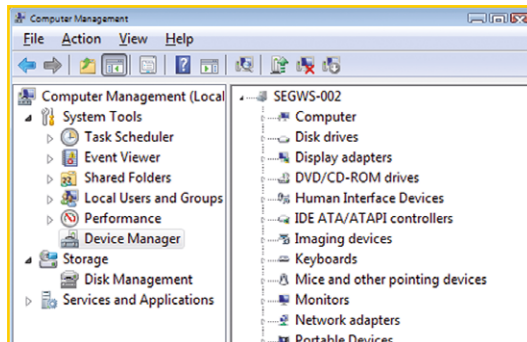 Computer Management
File Action View Help
Computer Management (Local
System Tools
Task Scheduler
Event Viewer
Shared Folders
Local Users and Groups
Performance
Device Manager
Storage
Disk Management
Services and Applications
SEGWS-002
Computer
Disk drives
Display adapters
DVD/CD-ROM drives
Human Interface Devices
IDE ATA/ATAPI controllers
Imaging devices
Keyboards
Mice and other pointing devices
Monitors
Network adapters
Portable Devices